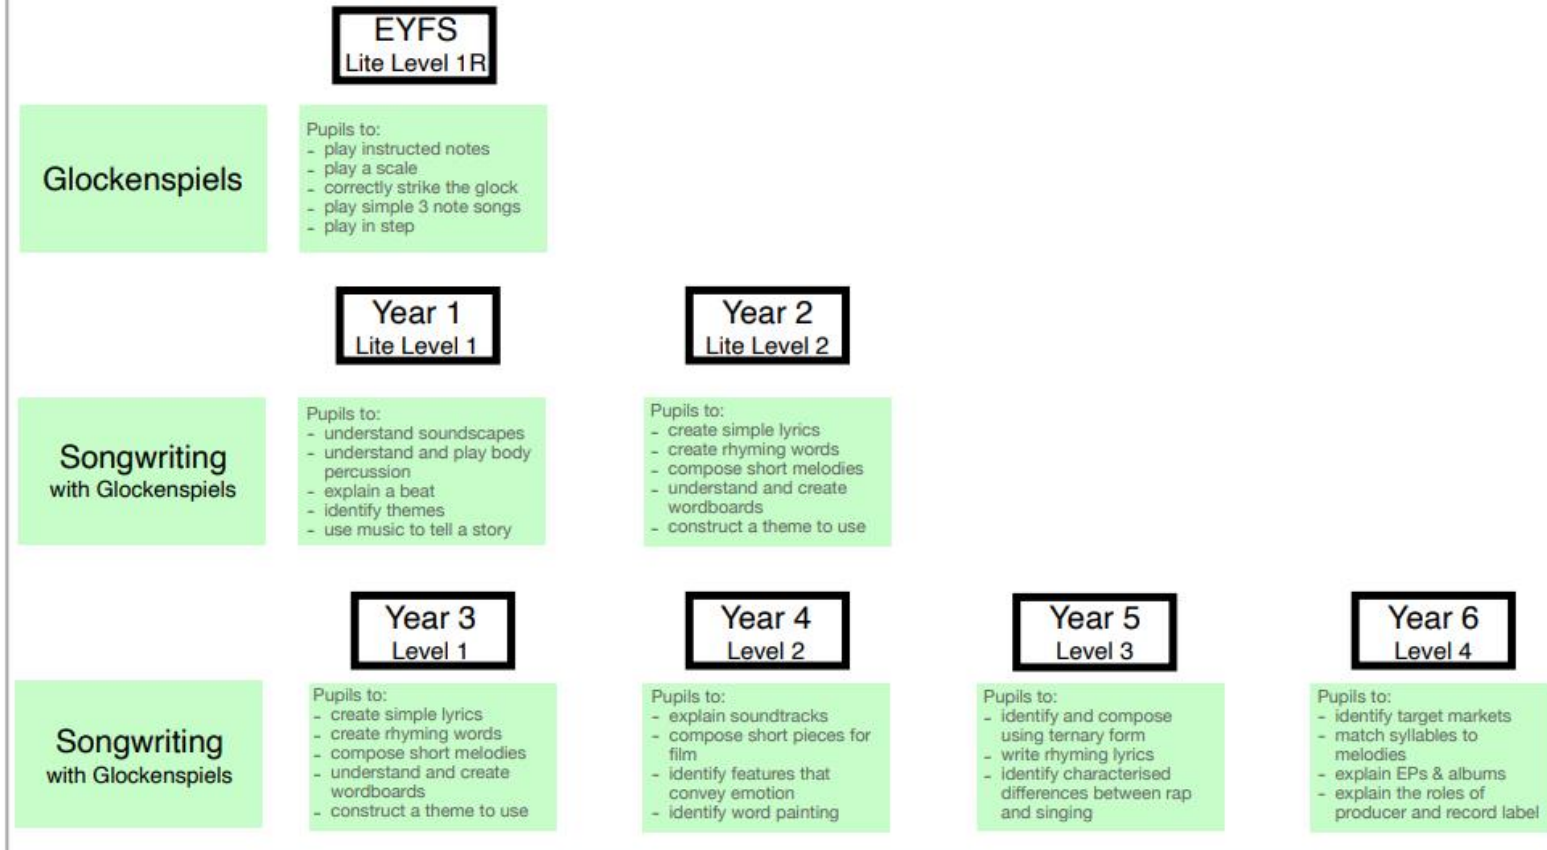 EYFS
Lite Level 1R
Glockenspiels
Pupils to:
- play instructed notes
- play a scale
- correctly strike the glock
- play simple 3 note songs
- play in step
Year 1
Lite Level 1
Year 2
Lite Level 2
Songwriting
with Glockenspiels
Pupils to:
- understand soundscapes
- understand and play body
percussion
- explain a beat
- identify themes
- use music to tell a story
Pupils to:
- create simple lyrics
- create rhyming words
- compose short melodies
- understand and create
wordboards
- construct a theme to use
Year 3
Level 1
Year 4
Level 2
Year 5
Level 3
Year 6
Level 4
Songwriting
with Glockenspiels
Pupils to:
- create simple lyrics
- create rhyming words
- compose short melodies
- understand and create
wordboards
- construct a theme to use
Pupils to:
- explain soundtracks
- compose short pieces for
film
- identify features that
convey emotion
- identify word painting
Pupils to:
- identify and compose
using ternary form
- write rhyming lyrics
- identify characterised
differences between rap
and singing
Pupils to:
- identify target markets
- match syllables to
melodies
- explain EPs & albums
- explain the roles of
producer and record label